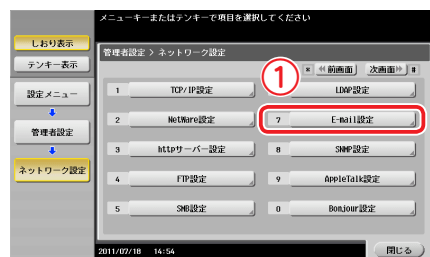 メニューキーまたはテンキーで項目を選択してください
しおり表示
テンキー表示
設定メニュー
管理者設定
ネットワーク設定
管理者設定 > ネットワーク設定
* 前画面 次画面 #
①
1 TCP/IP設定
LDAP設定
2 NetWare設定
7 E-mail設定
3 httpサーバー設定
8 SNMP設定
4 FTP設定
9 AppleTalk設定
5 SMB設定
0 Bonjour設定
2011/07/18 14:54
閉じる